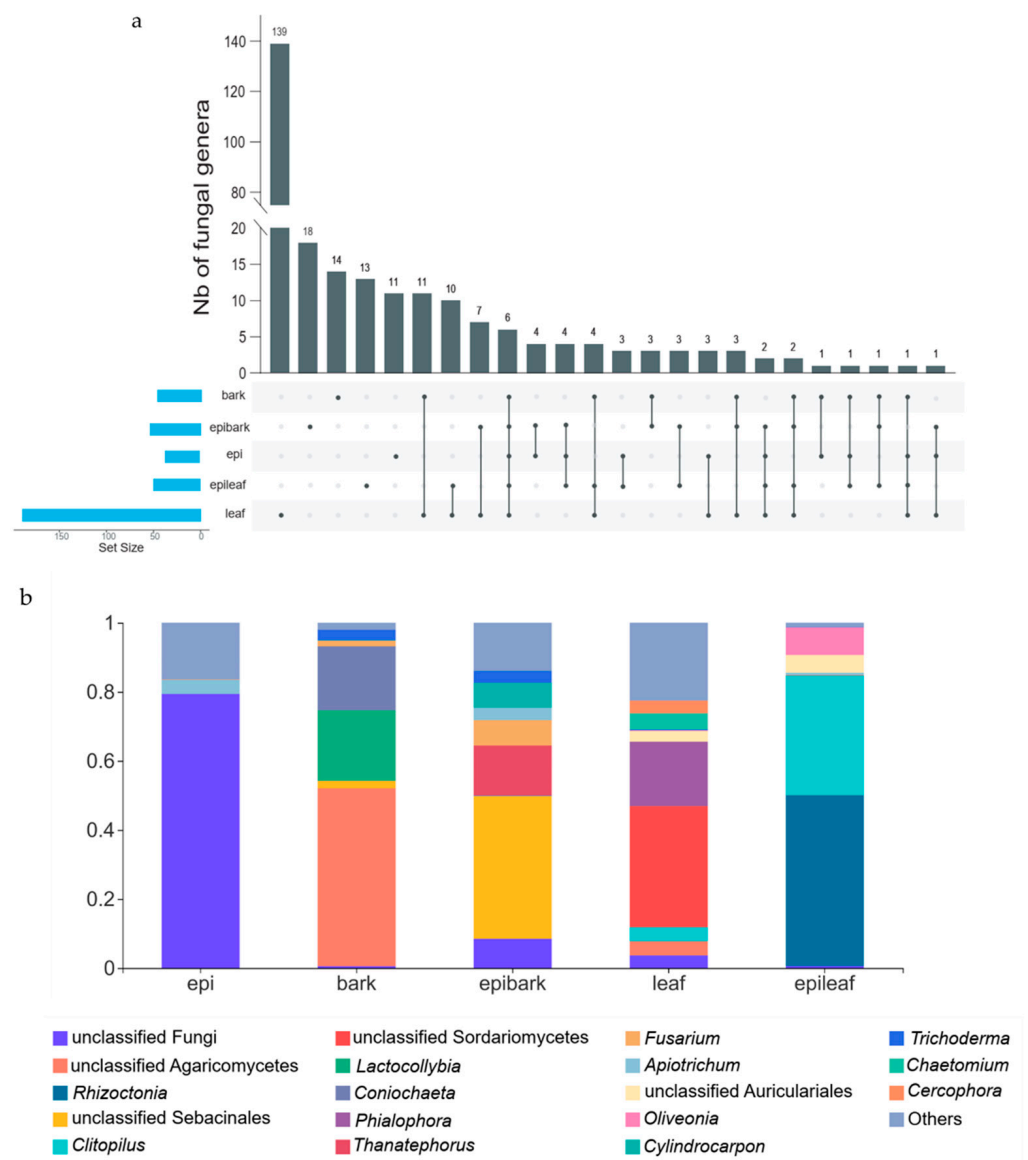 a
Nb of fungal genera
140
120
100
80
20
15
10
5
0
139
18
14
13
11
11
10
7
6
4
4
4
3
3
3
3
3
2
2
1
1
1
1
1
bark
epibark
epi
epileaf
leaf
150 100 50 0
Set Size
b
1
0.8
0.6
0.4
0.2
0
epi bark epibark leaf epileaf
unclassified Fungi unclassified Sordariomycetes Fusarium Trichoderma
unclassified Agaricomycetes Lactocollybia Apiotrichum Chaetomium
Rhizoctonia Coniochaeta unclassified Auriculariales Cercophora
unclassified Sebacinales Phialophora Oliveonia Others
Clitopilus Thanatephorus Cylindrocarpon